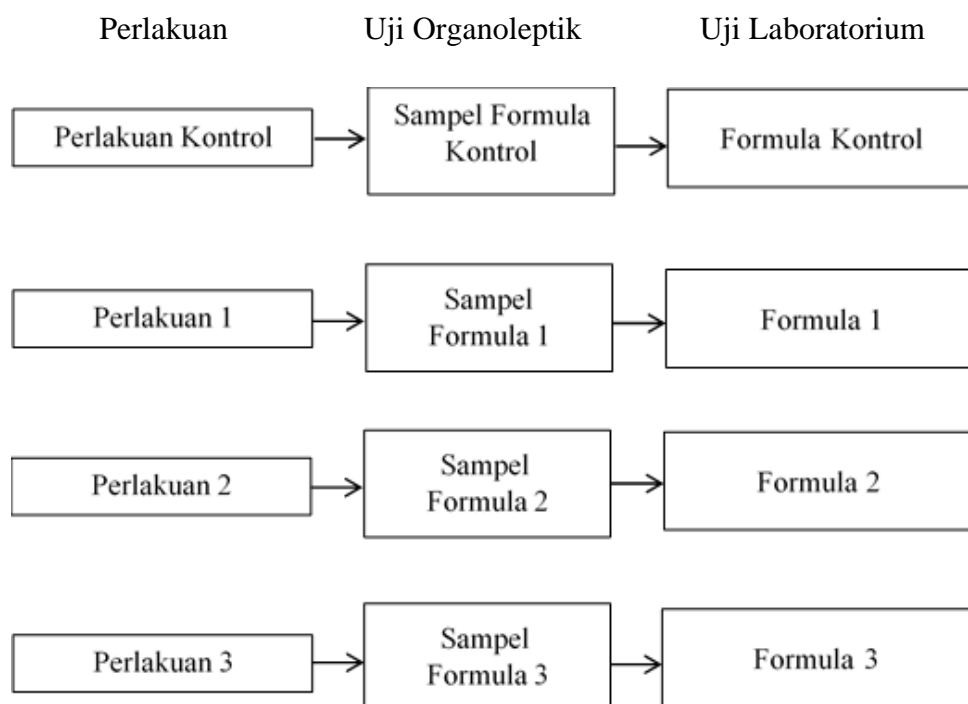 Perlakuan Uji Organoleptik Uji Laboratorium
Perlakuan Kontrol
Sampel Formula
Kontrol
Formula Kontrol
Perlakuan 1
Sampel
Formula 1
Formula 1
Perlakuan 2
Sampel
Formula 2
Formula 2
Perlakuan 3
Sampel
Formula 3
Formula 3